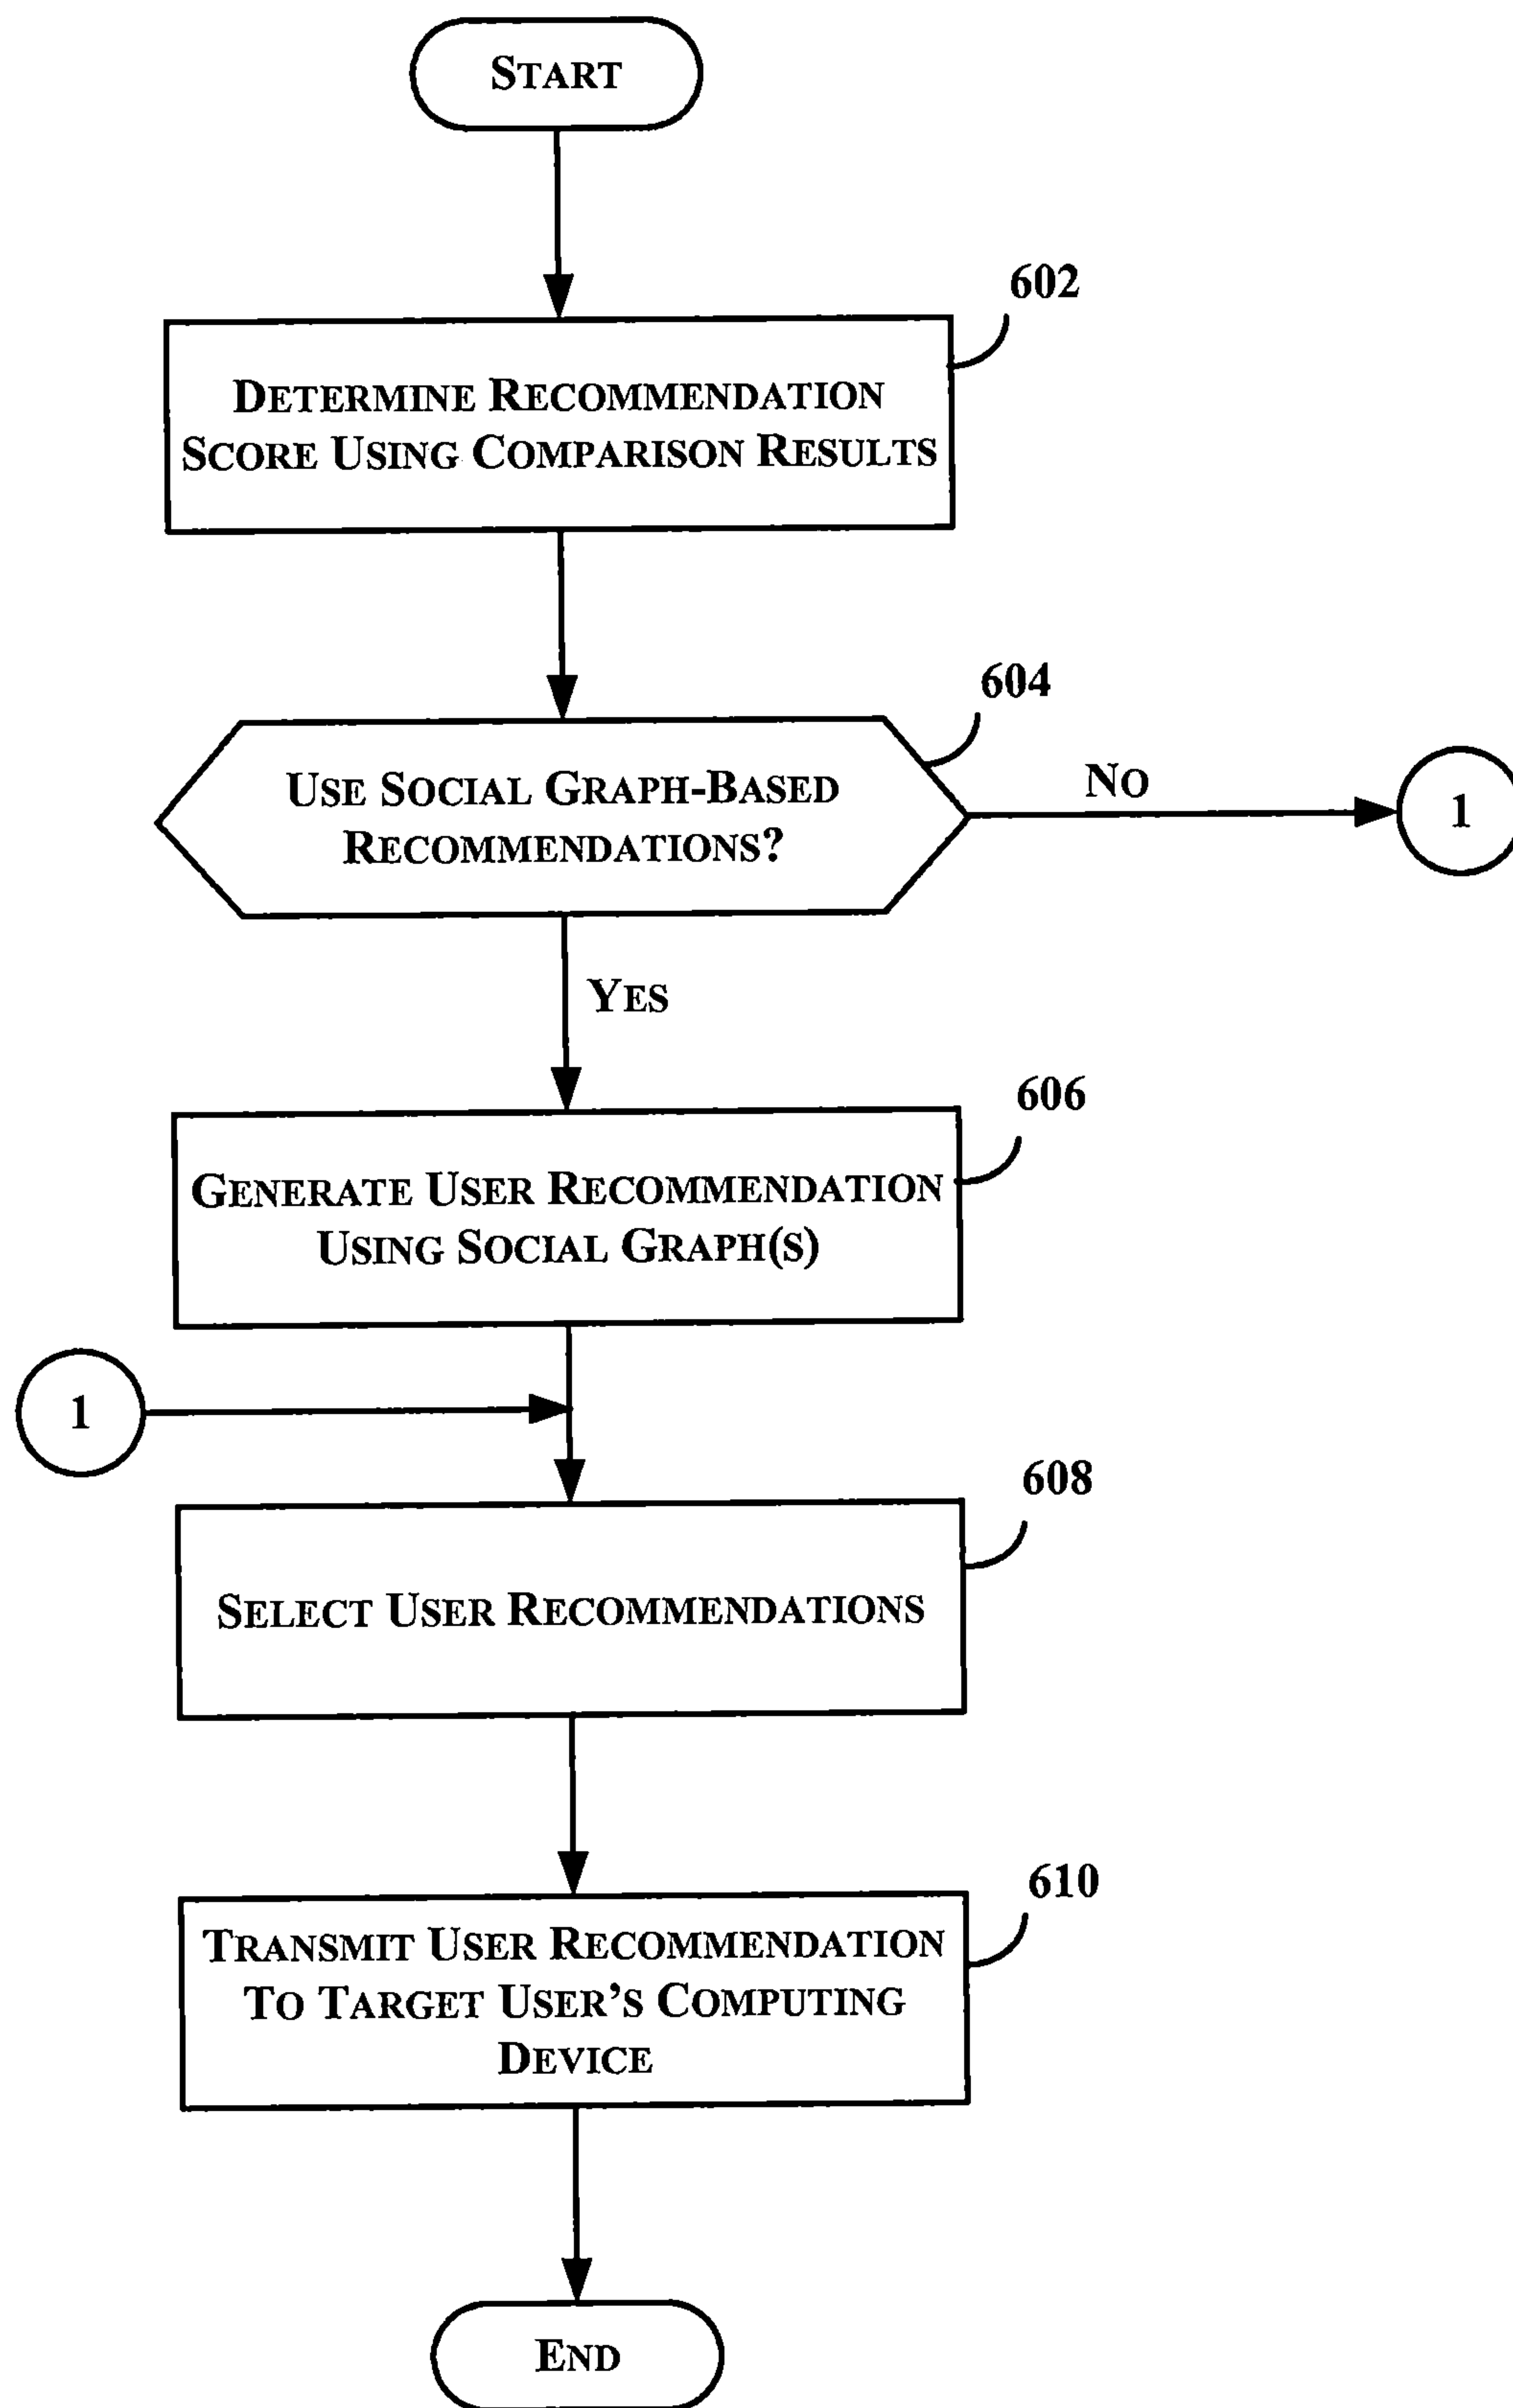 START
602
DETERMINE RECOMMENDATION
SCORE USING COMPARISON RESULTS
604
USE SOCIAL GRAPH-BASED
RECOMMENDATIONS?
NO
1
YES
606
GENERATE USER RECOMMENDATION
USING SOCIAL GRAPH(S)
1
608
SELECT USER RECOMMENDATIONS
610
TRANSMIT USER RECOMMENDATION
TO TARGET USER’S COMPUTING
DEVICE
END